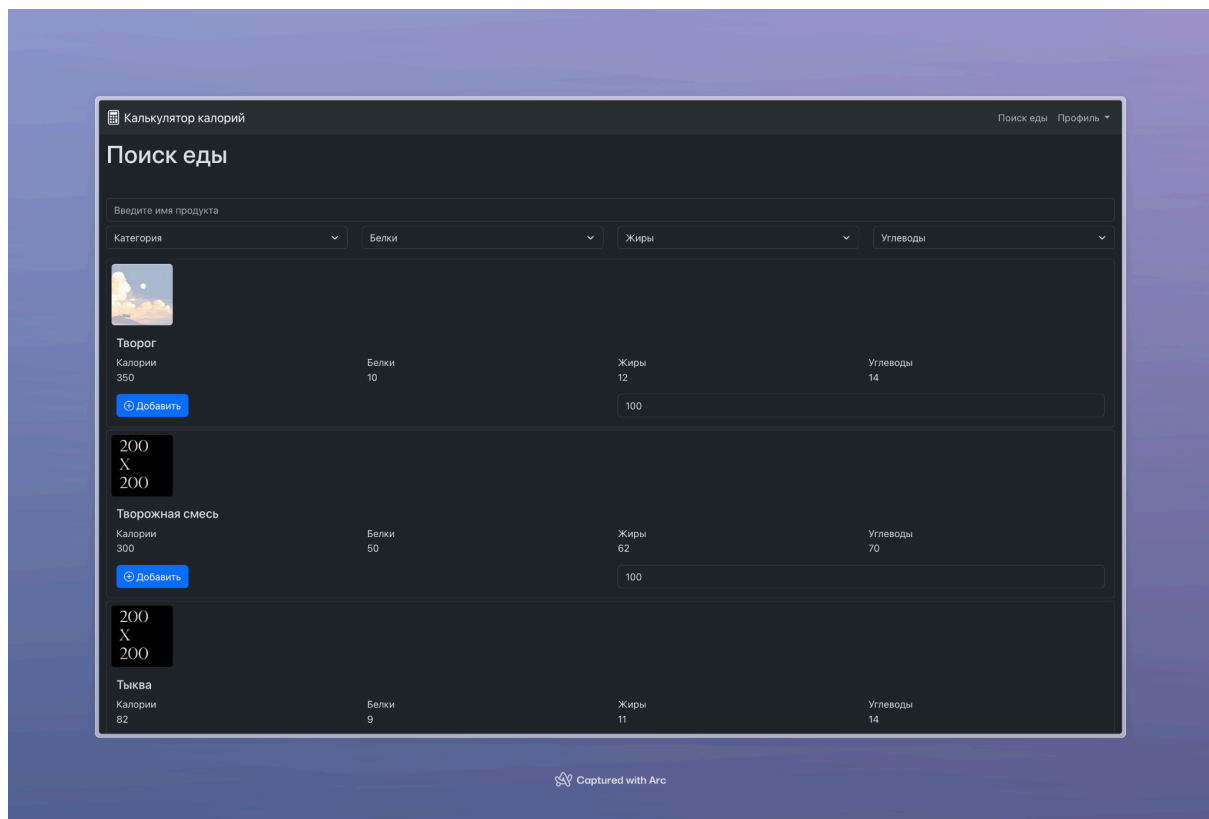 Калькулятор калорий
Поиск еды Профиль
Поиск еды
Введите имя продукта
Категория Белки Жиры Углеводы
Творог
Калории Белки Жиры Углеводы
350 10 12 14
Добавить 100
200
X
200
Творожная смесь
Калории Белки Жиры Углеводы
300 50 62 70
Добавить 100
200
X
200
Тыква
Калории Белки Жиры Углеводы
82 9 11 14
Captured with Arc